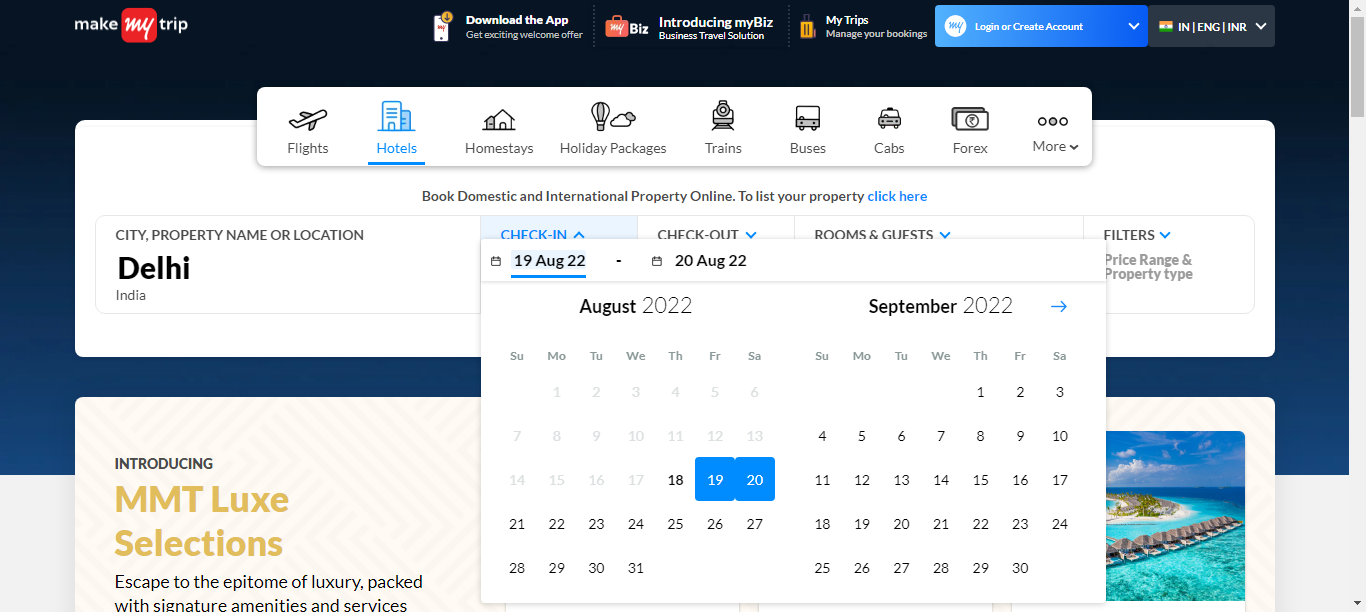 make my trip
Download the App
Get exciting welcome offer
my Biz
Introducing myBiz
Business Travel Solution
My Trips
Manage your bookings
my Login or Create Account
IN | ENG | INR
Flights
Hotels
Homestays
Holiday Packages
Trains
Buses
Cabs
Forex
More
Book Domestic and International Property Online. To list your property click here
CITY, PROPERTY NAME OR LOCATION
Delhi
India
CHECK-IN
CHECK-OUT
ROOMS & GUESTS
FILTERS
Price Range &
Property type
19 Aug 22 - 20 Aug 22
August 2022
Su Mo Tu We Th Fr Sa
1 2 3 4 5 6
7 8 9 10 11 12 13
14 15 16 17 18 19 20
21 22 23 24 25 26 27
28 29 30 31
September 2022
Su Mo Tu We Th Fr Sa
1 2 3
4 5 6 7 8 9 10
11 12 13 14 15 16 17
18 19 20 21 22 23 24
25 26 27 28 29 30
INTRODUCING
MMT Luxe
Selections
Escape to the epitome of luxury, packed
with signature amenities and services